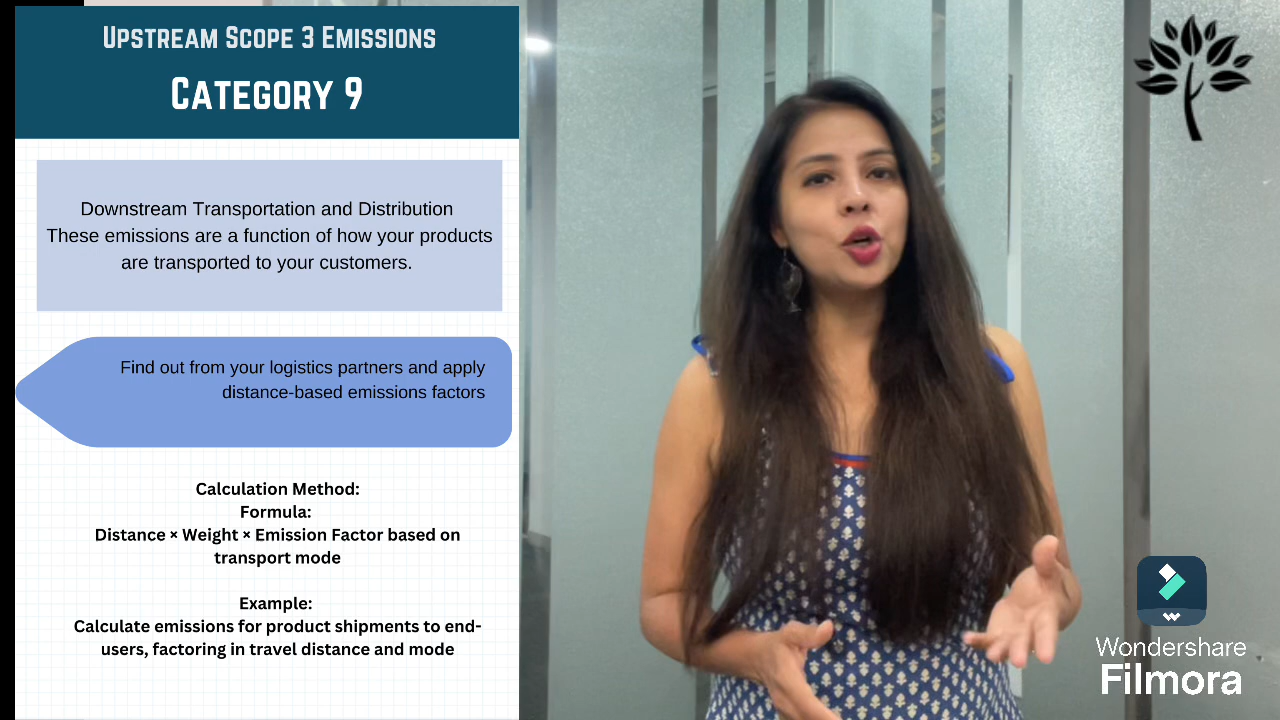 Upstream Scope 3 Emissions
Category 9
Downstream Transportation and Distribution
These emissions are a function of how your products
are transported to your customers.
Find out from your logistics partners and apply
distance-based emissions factors
Calculation Method:
Formula:
Distance × Weight × Emission Factor based on
transport mode
Example:
Calculate emissions for product shipments to end-
users, factoring in travel distance and mode
Wondershare
Filmora